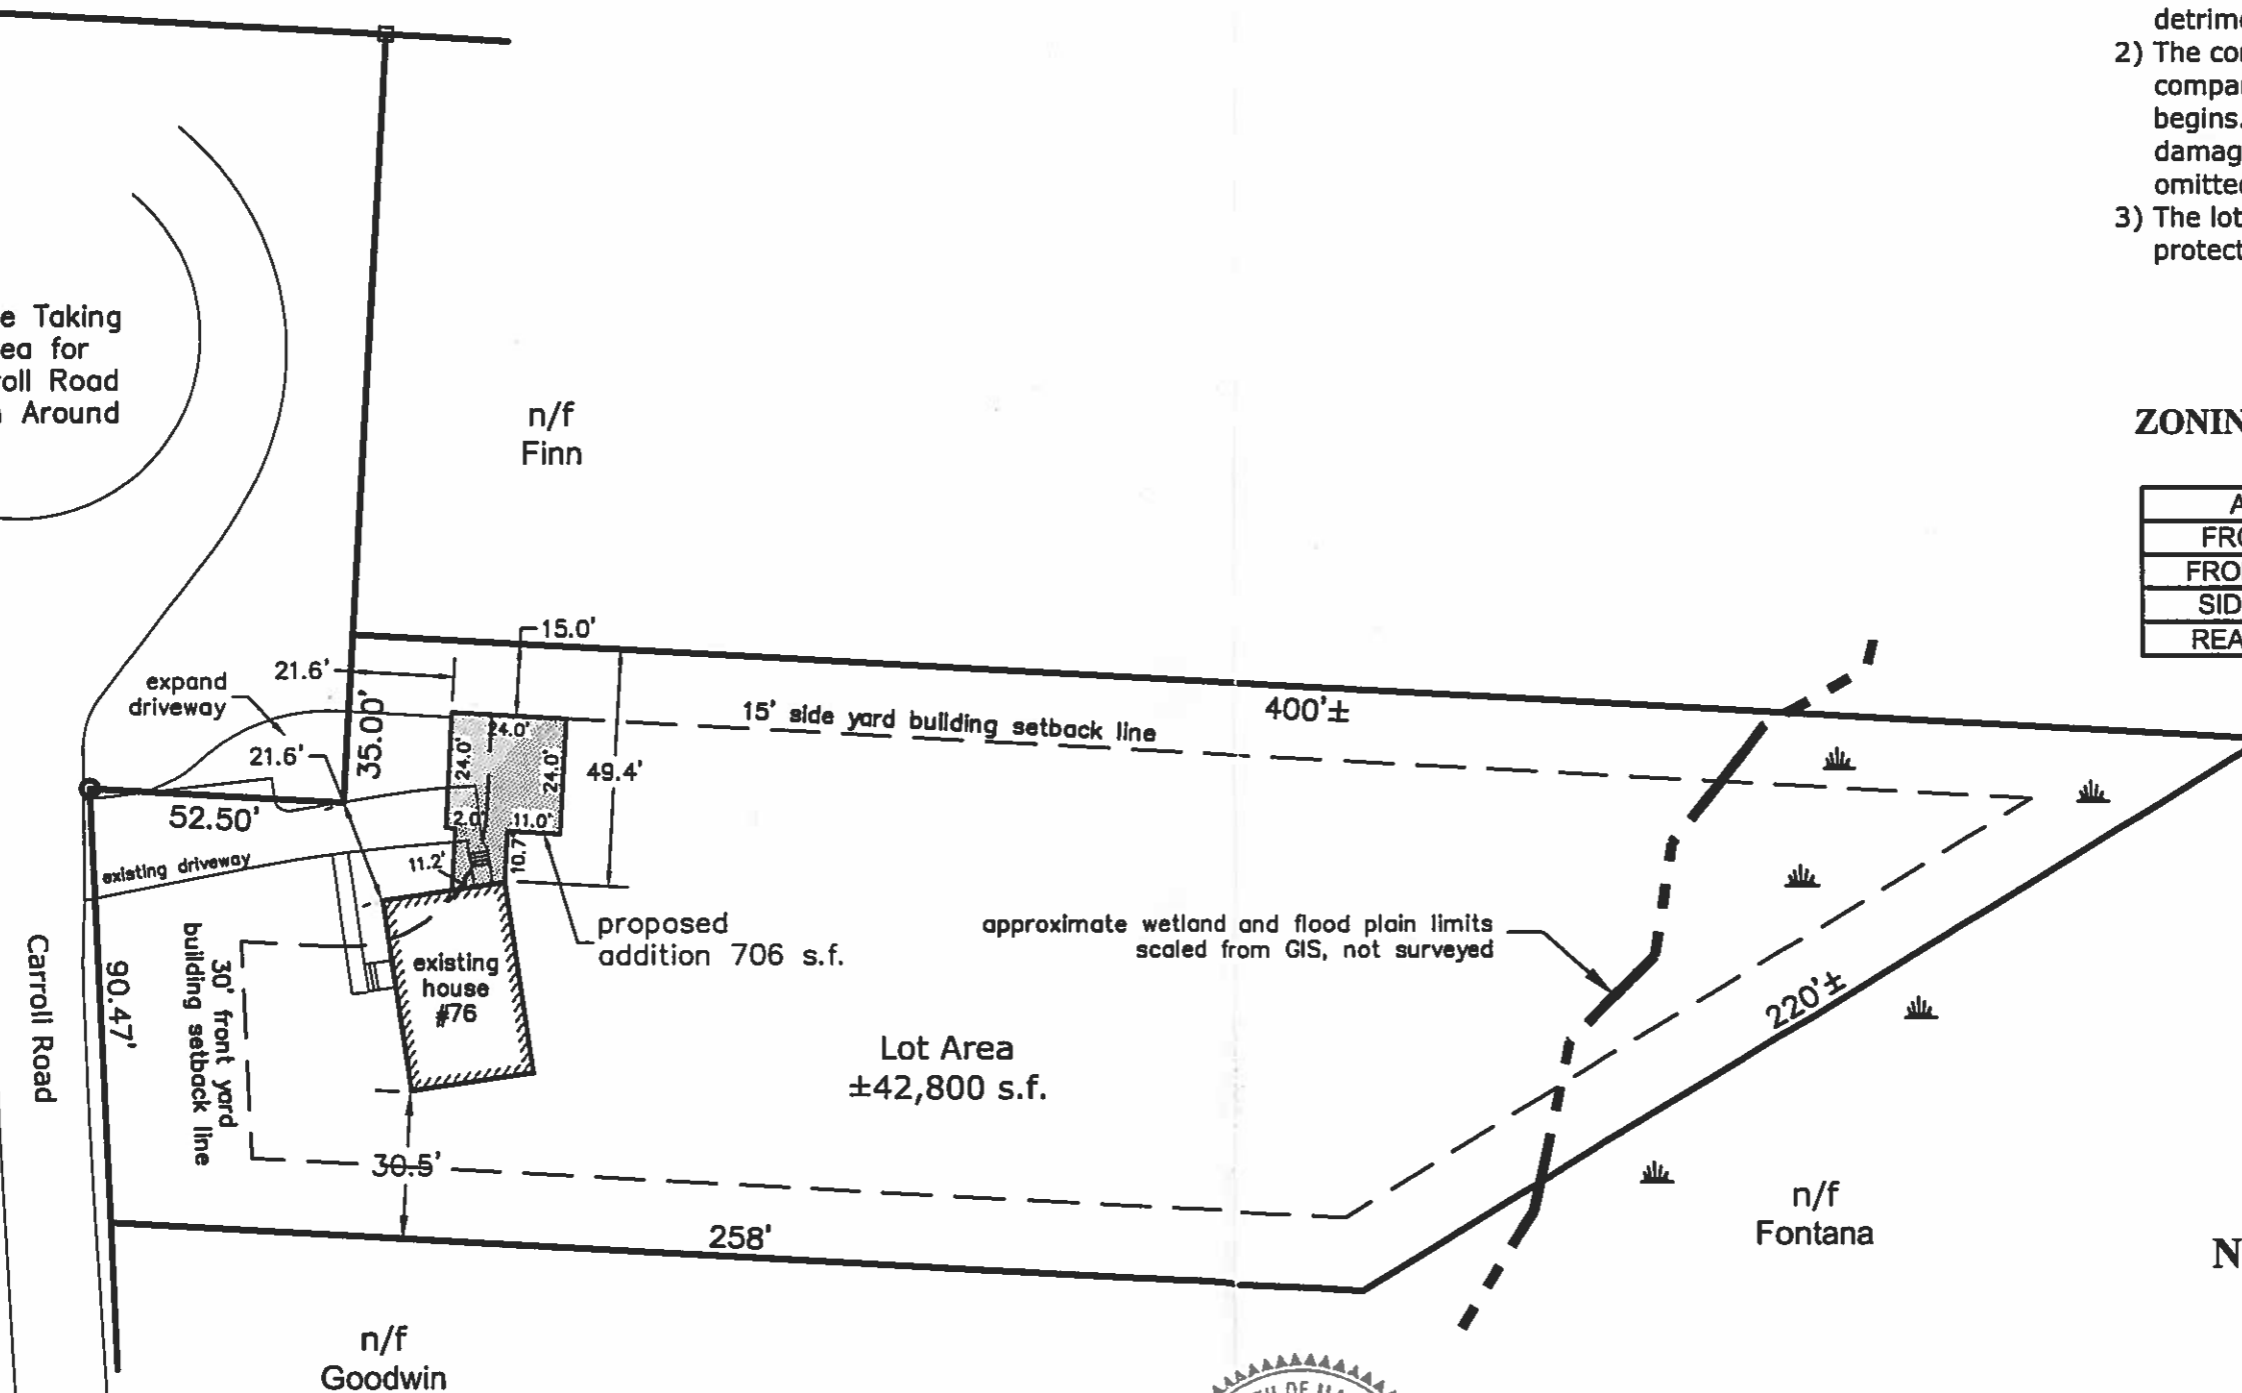 detrim
2) The co
compa
begins.
damag
omitte
3) The lot
protect
e Taking
ea for
oll Road
Around
n/f
Finn
ZONIN
A
FRO
FRO
SID
REA
15.0'
21.6'
expand
driveway
35.00'
21.6'
24.0'
24.0'
24.0'
49.4'
15' side yard building setback line
400'±
52.50'
2.0'
11.0'
10.7'
11.2'
existing driveway
proposed
addition 706 s.f.
approximate wetland and flood plain limits
scaled from GIS, not surveyed
existing
house
#76
30' front yard
building setback line
90.47'
Carroll Road
Lot Area
±42,800 s.f.
220'±
30.5'
258'
n/f
Fontana
N
n/f
Goodwin